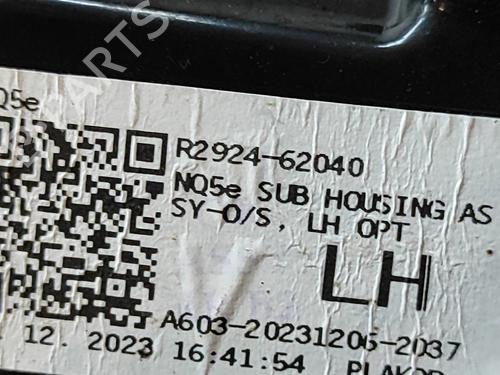 Q5e
R2924-62040
NQ5e SUB HOUSING AS
SY-O/S, LH OPT
LH
A603-20231206-2037
12. 2023 16:41:54
PARTS